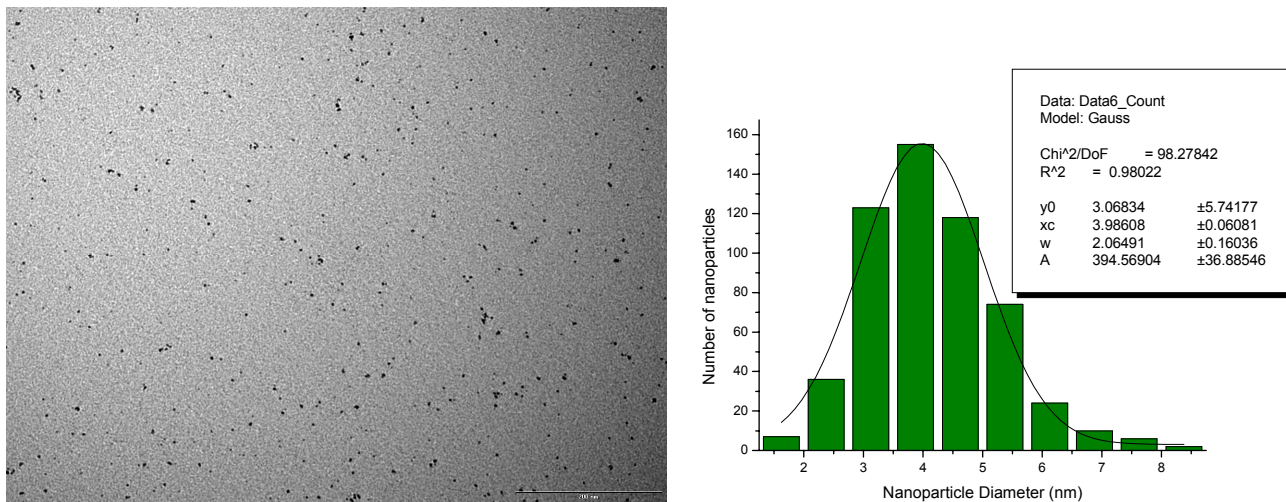 200 nm
Data: Data6_Count
Model: Gauss
Chi^2/DoF = 98.27842
R^2 = 0.98022
y0 3.06834 ±5.74177
xc 3.98608 ±0.06081
w 2.06491 ±0.16036
A 394.56904 ±36.88546
Number of nanoparticles
160
140
120
100
80
60
40
20
0
2 3 4 5 6 7 8
Nanoparticle Diameter (nm)